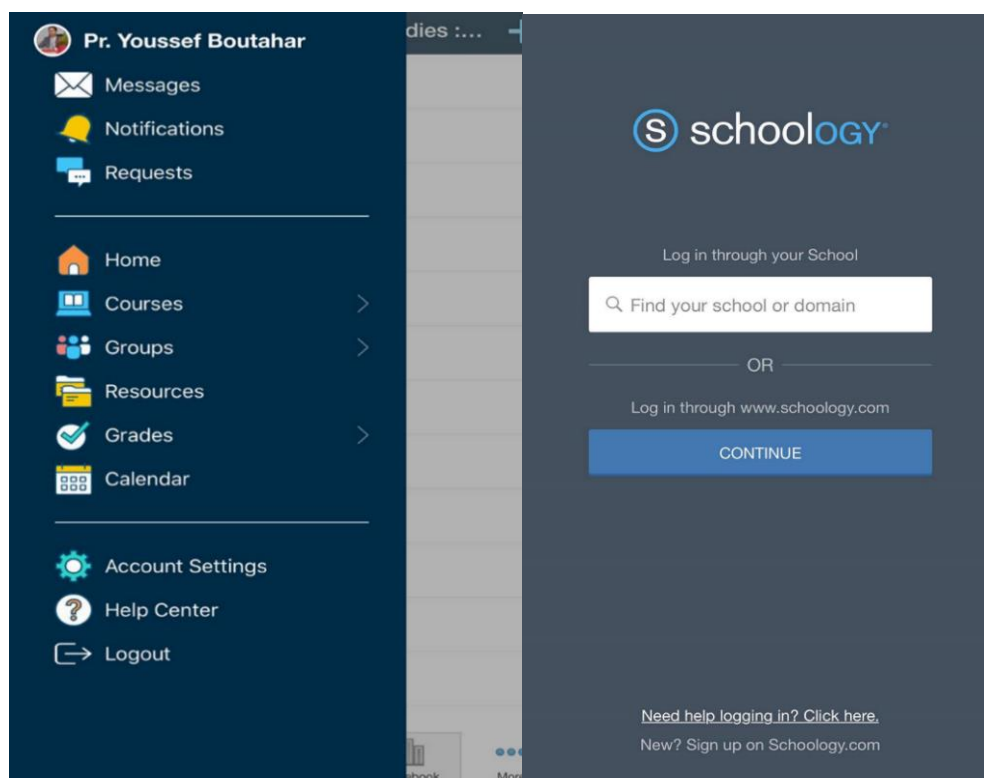 Pr. Youssef Boutahar
Messages
Notifications
Requests
Home
Courses
Groups
Resources
Grades
Calendar
Account Settings
Help Center
Logout
dies :...
S schoology
Log in through your School
Find your school or domain
OR
Log in through www.schoology.com
CONTINUE
Need help logging in? Click here.
New? Sign up on Schoology.com